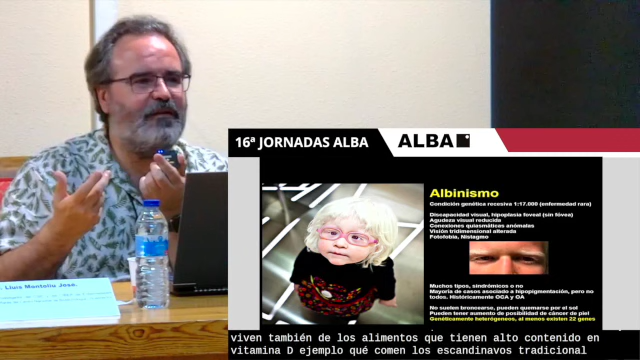 16ª JORNADAS ALBA
ALBA
Albinismo
Condición genética recesiva 1:17.000 (enfermedad rara)
Discapacidad visual, hipoplasia foveal (sin fóvea)
Agudeza visual reducida
Conexiones quiasmáticas anómalas
Visión tridimensional alterada
Fotofobia, Nistagmo
Muchos tipos, sindrómicos o no
Mayoría de casos asociado a hipopigmentación, pero no
todos. Históricamente OCA y OA
No suelen broncearse, pueden quemarse por el sol
Pueden tener aumento de posibilidad de cáncer de piel
Genéticamente heterogéneos, al menos existen 22 genes
Lluis Montoliu José.
viven también de los alimentos que tienen alto contenido en
vitamina D ejemplo qué comen los escandinavos tradicional